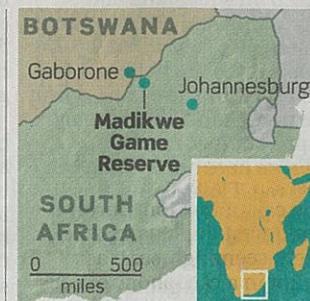 BOTSWANA
Gaborone
Johannesburg
Madikwe
Game
Reserve
SOUTH
AFRICA
0 500
miles